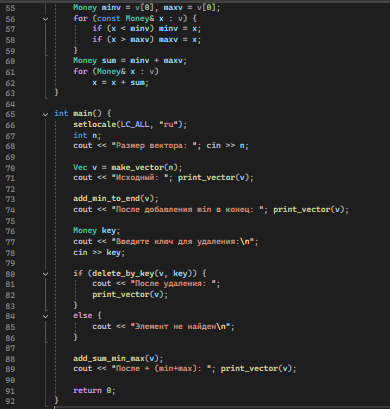 55 Money minv = v[0], maxv = v[0];
56 for (const Money& x : v) {
57 if (x < minv) minv = x;
58 if (x > maxv) maxv = x;
59 }
60 Money sum = minv + maxv;
61 for (Money& x : v)
62 x = x + sum;
63 }
64
65 int main() {
66 setlocale(LC_ALL, "ru");
67 int n;
68 cout << "Размер вектора: "; cin >> n;
69
70 Vec v = make_vector(n);
71 cout << "Исходный: "; print_vector(v);
72
73 add_min_to_end(v);
74 cout << "После добавления min в конец: "; print_vector(v);
75
76 Money key;
77 cout << "Введите ключ для удаления:\n";
78 cin >> key;
79
80 if (delete_by_key(v, key)) {
81 cout << "После удаления: ";
82 print_vector(v);
83 }
84 else {
85 cout << "Элемент не найден\n";
86 }
87
88 add_sum_min_max(v);
89 cout << "После + (min+max): "; print_vector(v);
90
91 return 0;
92 }